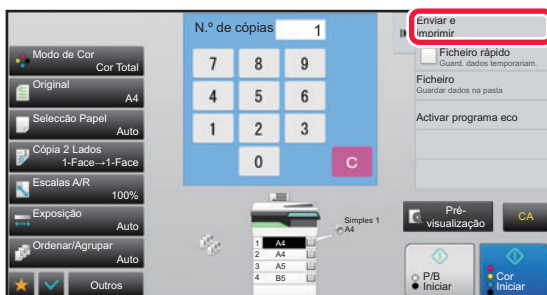 N.º de cópias 1
Modo de Cor
Cor Total
Original
A4
Selecção Papel
Auto
Cópia 2 Lados
1-Face→1-Face
Escalas A/R
100%
Exposição
Auto
Ordenar/Agrupar
Auto
Outros
7 8 9
4 5 6
1 2 3
0 C
Simples 1
A4
1 A4
2 A4
3 A5
4 B5
Enviar e
imprimir
Ficheiro rápido
Guard. dados temporariam.
Ficheiro
Guardar dados na pasta
Activar programa eco
Pré-
visualização
CA
P/B
Iniciar
Cor
Iniciar